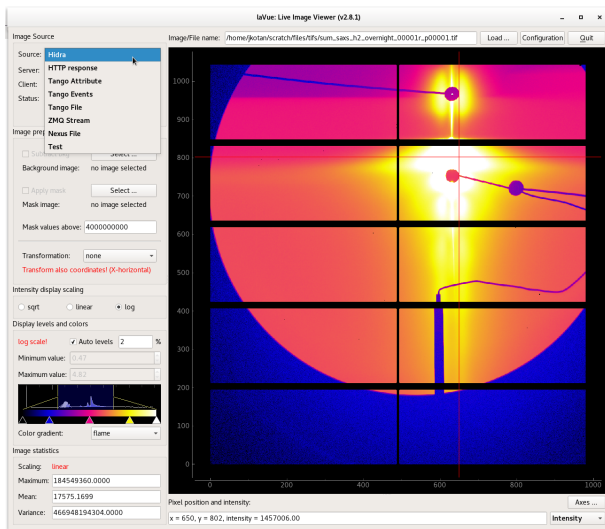 laVue: Live Image Viewer (v2.8.1)
Image Source
Image/File name: /home/jkotan/scratch/files/tifs/sum_saxs_h2_overnight_00001r_p00001.tif Load ... Configuration Quit
Source: Hidra
HTTP response
Server: Tango Attribute
Client: Tango Events
Status: Tango File
ZMQ Stream
Nexus File
Test
Select ...
Background image: no image selected
Apply mask Select ...
Mask image: no image selected
Mask values above: 4000000000
Transformation: none
Transform also coordinates! (X-horizontal)
Intensity display scaling
sqrt linear log
Display levels and colors
log scale! Auto levels 2 %
Minimum value: 0.47
Maximum value: 4.82
Color gradient: flame
Image statistics
Scaling: linear
Maximum: 184549360.0000
Mean: 17575.1699
Variance: 466948194304.0000
1000
900
800
700
600
500
400
300
200
100
0
0 200 400 600 800 1000
Pixel position and intensity: Axes ...
x = 650, y = 802, intensity = 1457006.00 Intensity